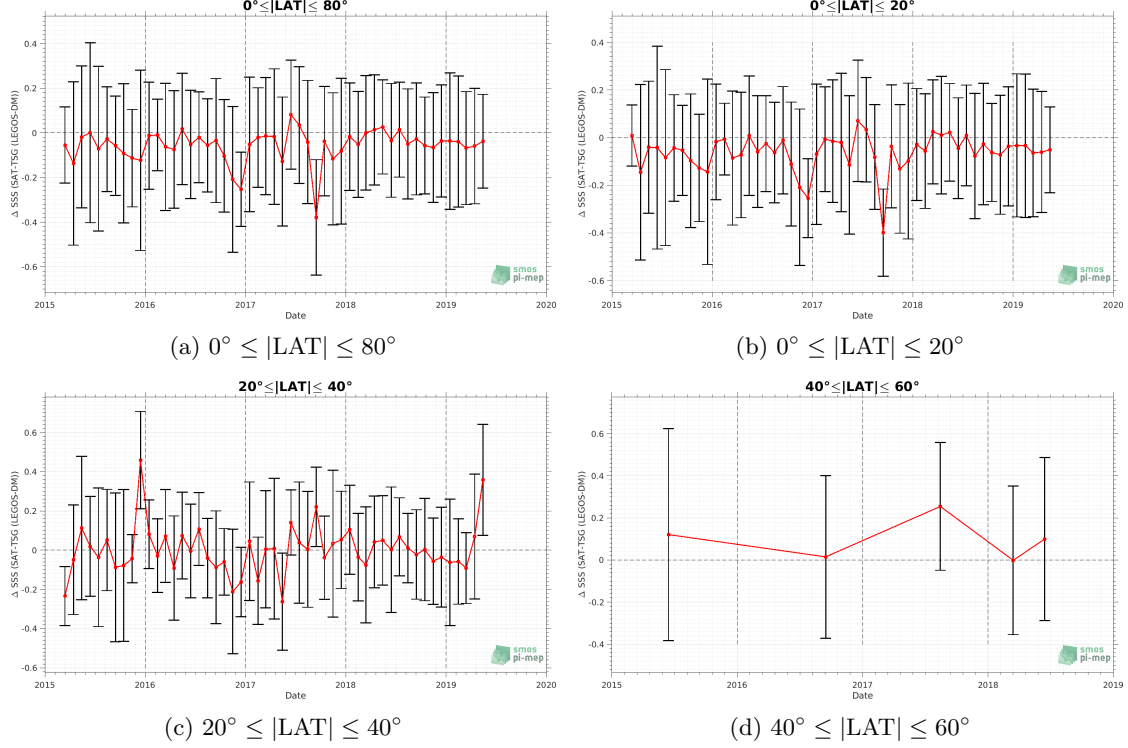 0°≤|LAT|≤ 80°
Δ SSS (SAT-TSG (LEGOS-DM))
0.4
0.2
0
-0.2
-0.4
-0.6
2015 2016 2017 2018 2019 2020
Date
smos
pi-mep
(a) 0° ≤ |LAT| ≤ 80°
0°≤|LAT|≤ 20°
Δ SSS (SAT-TSG (LEGOS-DM))
0.4
0.2
0
-0.2
-0.4
-0.6
2015 2016 2017 2018 2019 2020
Date
smos
pi-mep
(b) 0° ≤ |LAT| ≤ 20°
20°≤|LAT|≤ 40°
Δ SSS (SAT-TSG (LEGOS-DM))
0.6
0.4
0.2
0
-0.2
-0.4
-0.6
2015 2016 2017 2018 2019 2020
Date
smos
pi-mep
(c) 20° ≤ |LAT| ≤ 40°
40°≤|LAT|≤ 60°
Δ SSS (SAT-TSG (LEGOS-DM))
0.6
0.4
0.2
0
-0.2
-0.4
2015 2016 2017 2018 2019
Date
smos
pi-mep
(d) 40° ≤ |LAT| ≤ 60°